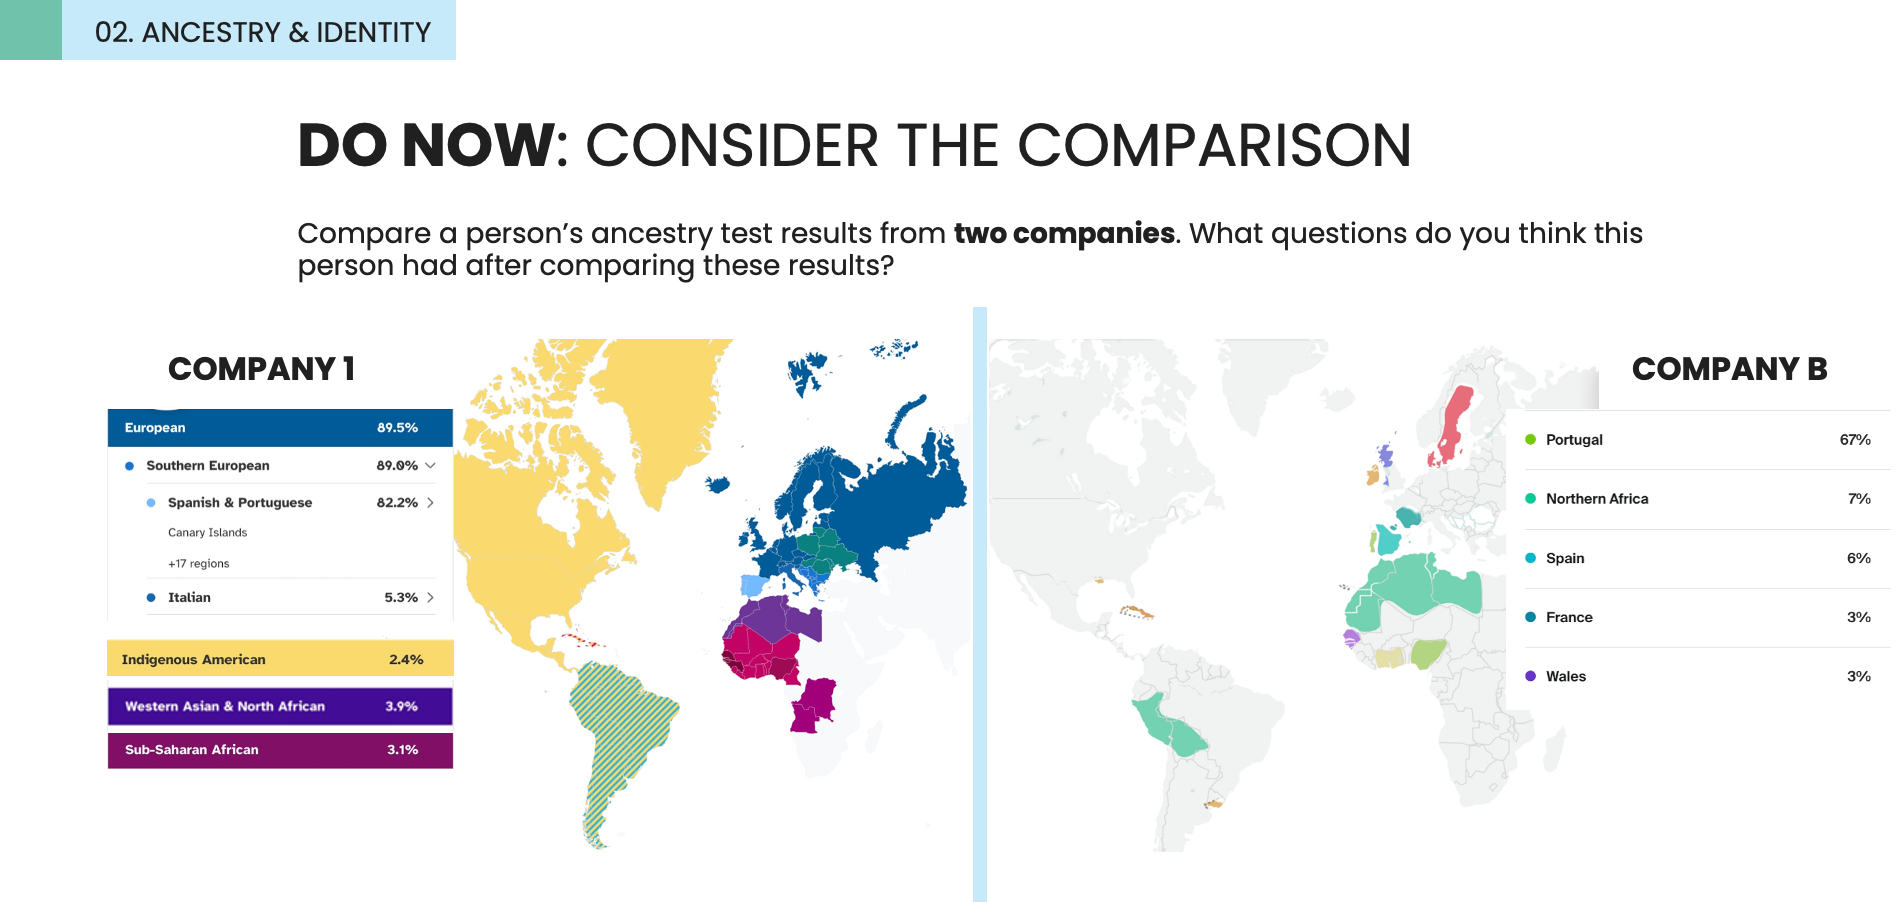 02. ANCESTRY & IDENTITY
DO NOW: CONSIDER THE COMPARISON
Compare a person's ancestry test results from two companies. What questions do you think this
person had after comparing these results?
COMPANY 1
European 89.5%
Southern European 89.0%
Spanish & Portuguese 82.2%
Canary Islands
+17 regions
Italian 5.3%
Indigenous American 2.4%
Western Asian & North African 3.9%
Sub-Saharan African 3.1%
COMPANY B
Portugal 67%
Northern Africa 7%
Spain 6%
France 3%
Wales 3%